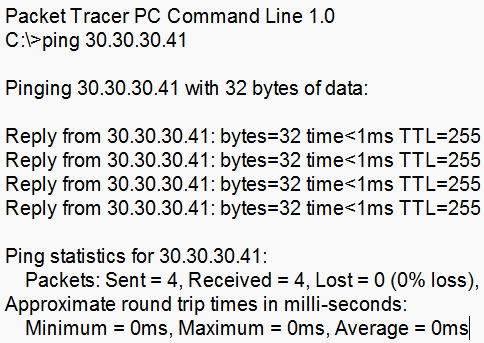 Packet Tracer PC Command Line 1.0
C:\>ping 30.30.30.41
Pinging 30.30.30.41 with 32 bytes of data:
Reply from 30.30.30.41: bytes=32 time<1ms TTL=255
Reply from 30.30.30.41: bytes=32 time<1ms TTL=255
Reply from 30.30.30.41: bytes=32 time<1ms TTL=255
Reply from 30.30.30.41: bytes=32 time<1ms TTL=255
Ping statistics for 30.30.30.41:
Packets: Sent = 4, Received = 4, Lost = 0 (0% loss),
Approximate round trip times in milli-seconds:
Minimum = 0ms, Maximum = 0ms, Average = 0ms